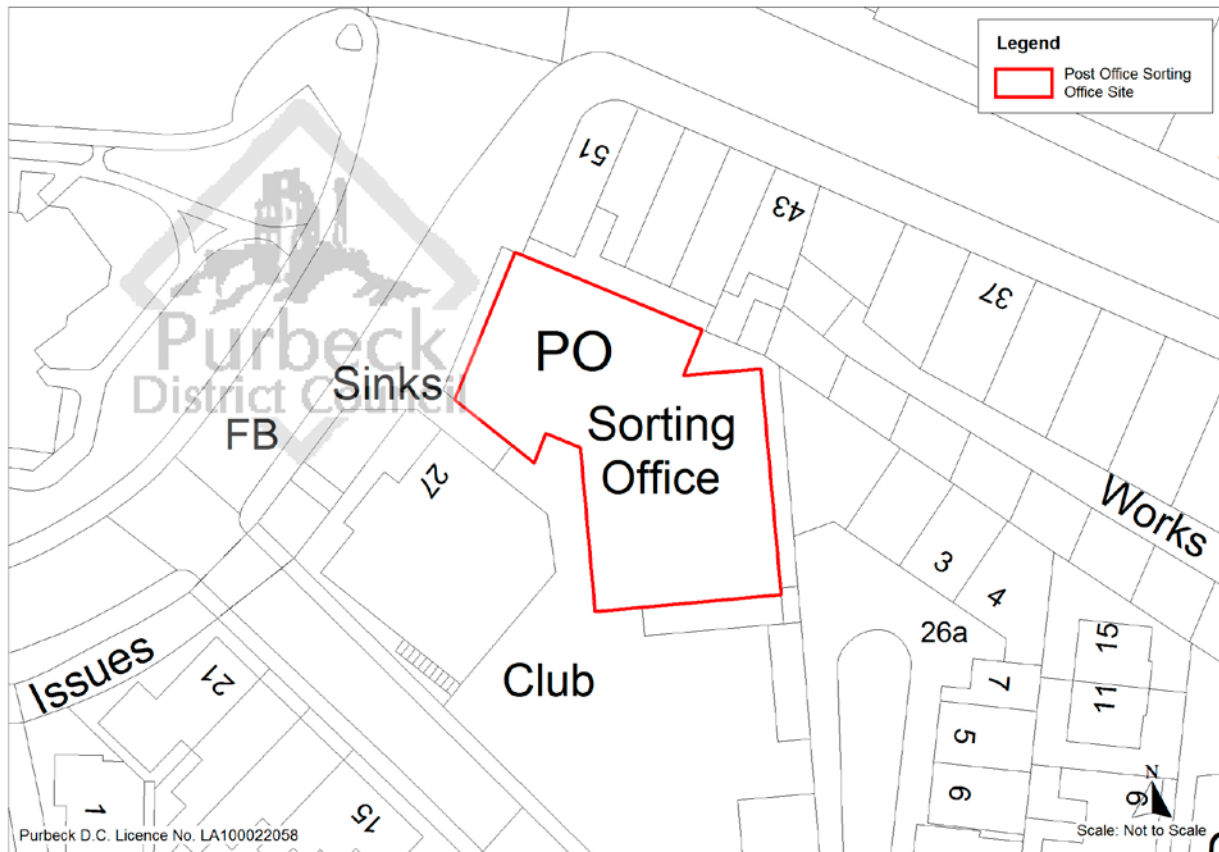 Legend
Post Office Sorting
Office Site
51
43
37
PO
Purbeck
District Council
Sinks
FB
Sorting
Office
27
Works
3
4
26a
15
Issues
21
Club
7
11
5
6
1
15
N
9
Purbeck D.C. Licence No. LA100022058
Scale: Not to Scale